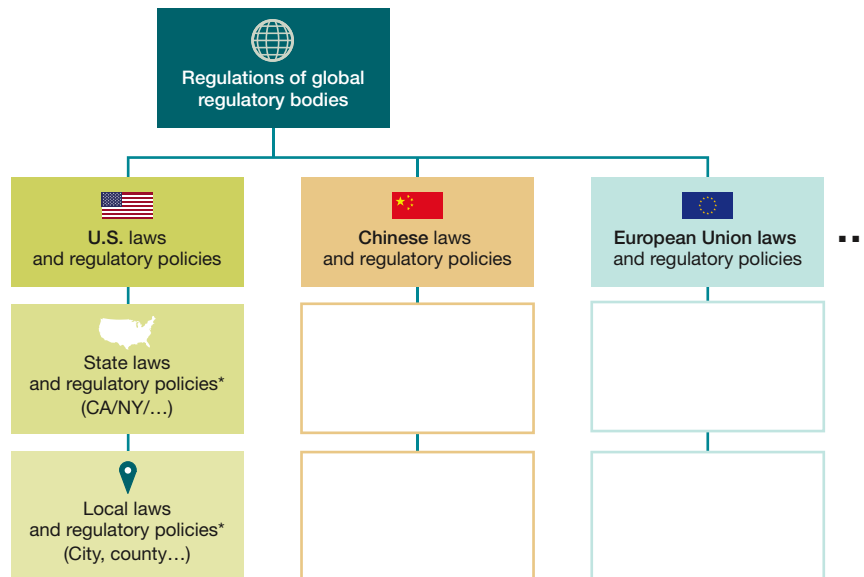 Regulations of global
regulatory bodies
U.S. laws
and regulatory policies
Chinese laws
and regulatory policies
European Union laws
and regulatory policies
..
State laws
and regulatory policies*
(CA/NY/…)
Local laws
and regulatory policies*
(City, county…)